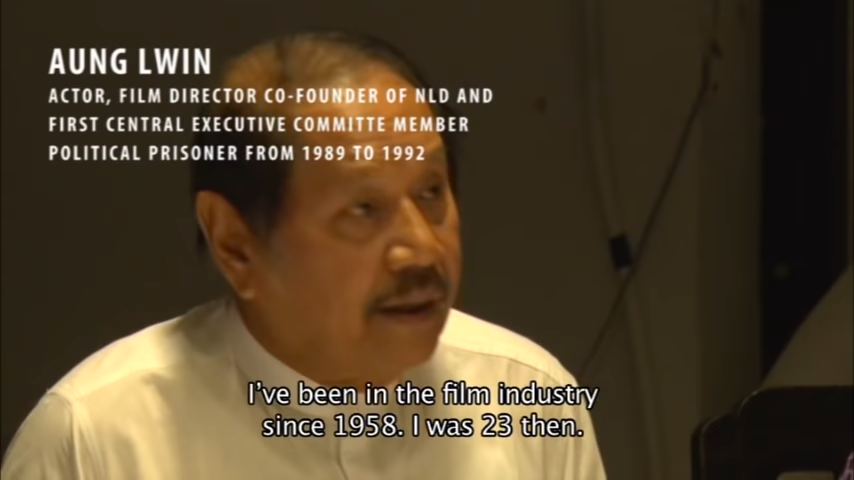 AUNG LWIN
ACTOR, FILM DIRECTOR CO-FOUNDER OF NLD AND
FIRST CENTRAL EXECUTIVE COMMITTE MEMBER
POLITICAL PRISONER FROM 1989 TO 1992
I've been in the film industry
since 1958. I was 23 then.